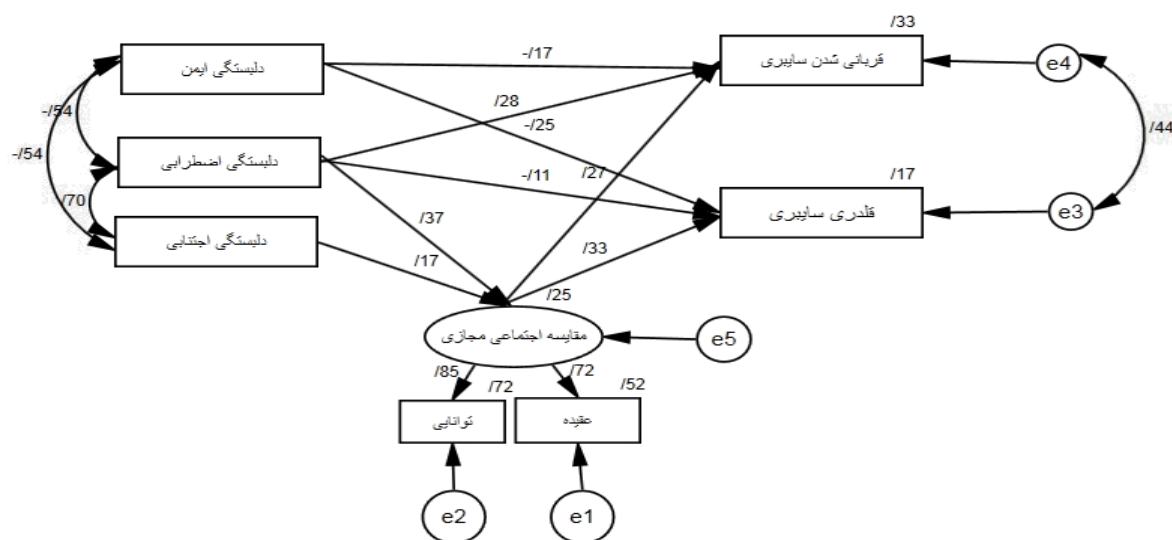 /33
دلبستگی ایمن
-/17
قربانی شدن سایبری
e4
/28
-/25
-/54
-/54
/44
دلبستگی اضطرابی
/27
/17
-/11
/70
قلدری سایبری
e3
/37
دلبستگی اجتنابی
/33
/17
/25
مقایسه اجتماعی مجازی
e5
/85
/72
/72
/52
توانایی
عقیده
e2
e1